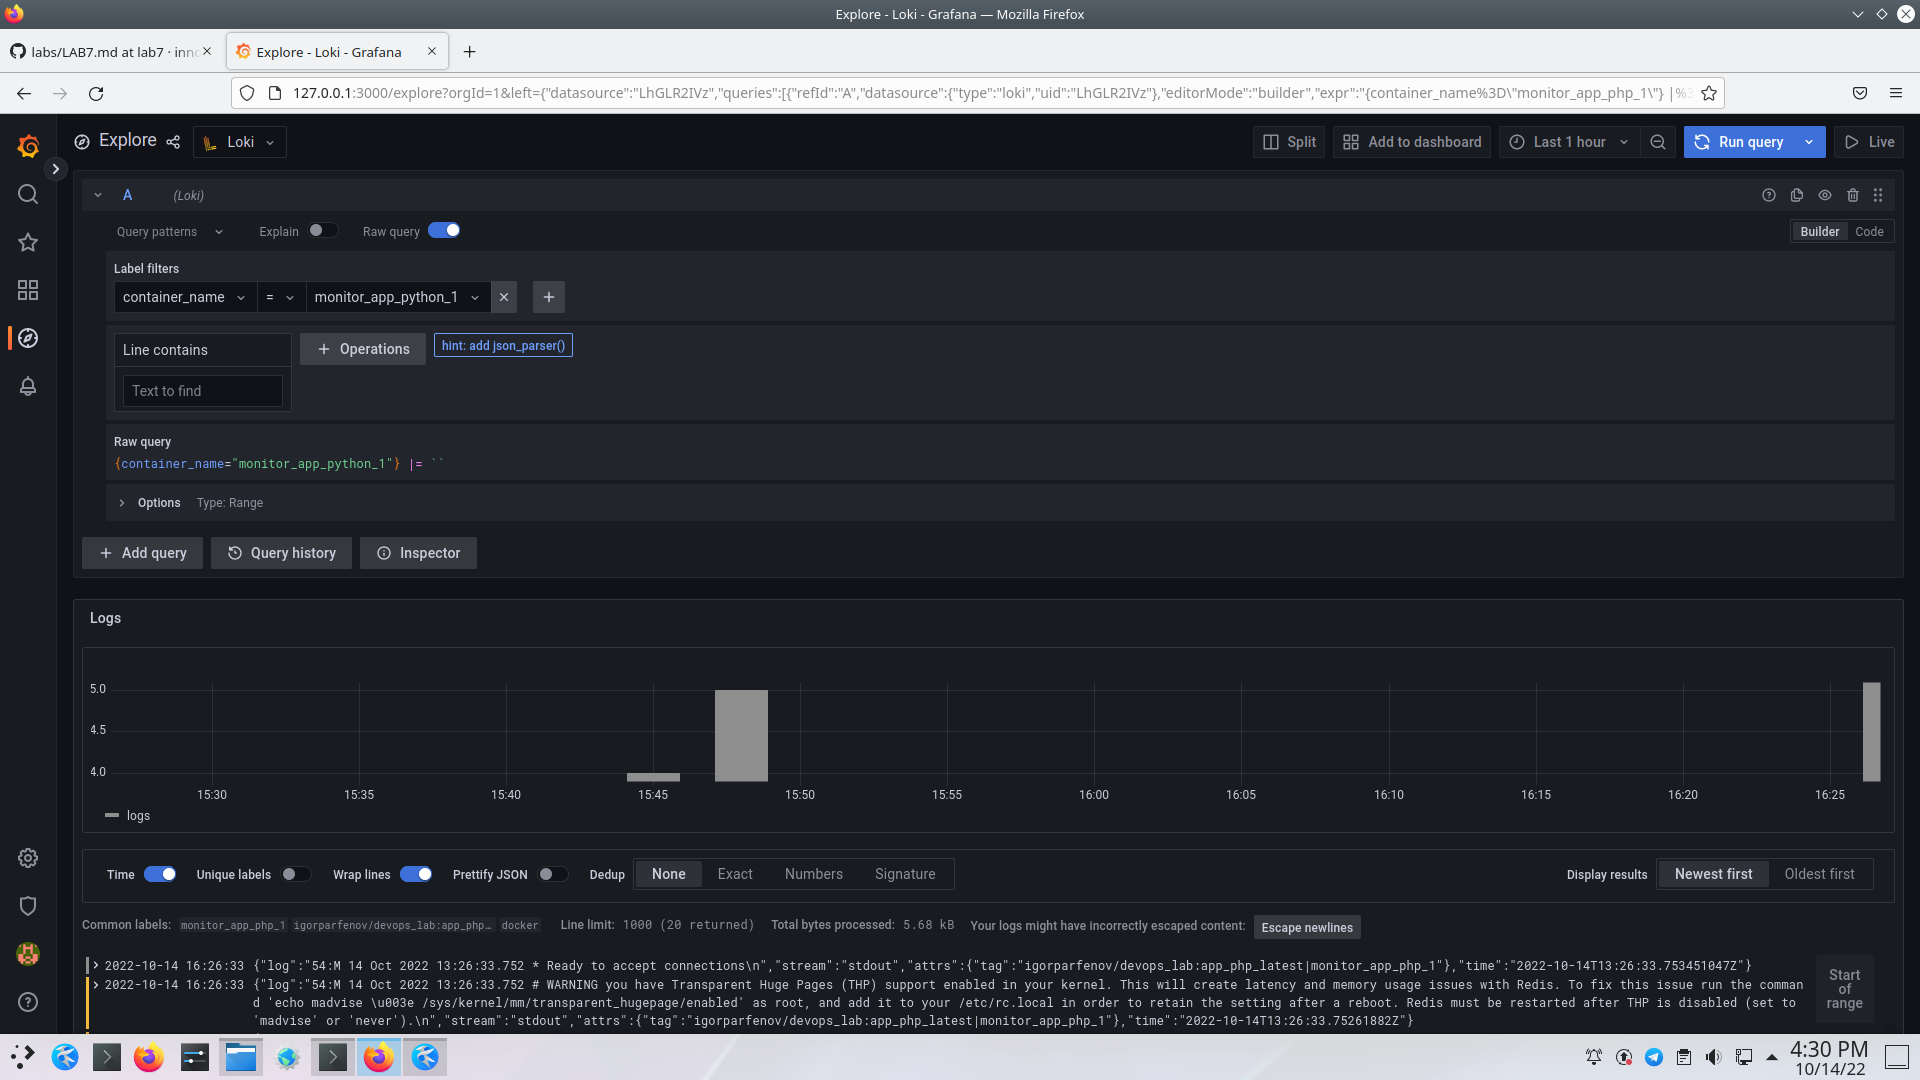 Explore - Loki - Grafana — Mozilla Firefox
labs/LAB7.md at lab7 · inno
Explore - Loki - Grafana
127.0.0.1:3000/explore?orgId=1&left={"datasource":"LhGLR2IVz","queries":[{"refId":"A","datasource":{"type":"loki","uid":"LhGLR2IVz"},"editorMode":"builder","expr":"{container_name%3D\"monitor_app_php_1\"} |%3
Explore
Loki
Split
Add to dashboard
Last 1 hour
Run query
Live
A
(Loki)
Query patterns
Explain
Raw query
Builder
Code
Label filters
container_name
=
monitor_app_python_1
Line contains
Operations
hint: add json_parser()
Text to find
Raw query
{container_name="monitor_app_python_1"} |= ``
Options
Type: Range
Add query
Query history
Inspector
Logs
5.0
4.5
4.0
15:30
15:35
15:40
15:45
15:50
15:55
16:00
16:05
16:10
16:15
16:20
16:25
logs
Time
Unique labels
Wrap lines
Prettify JSON
Dedup
None
Exact
Numbers
Signature
Display results
Newest first
Oldest first
Common labels: monitor_app_php_1 igorparfenov/devops_lab:app_php… docker
Line limit: 1000 (20 returned)
Total bytes processed: 5.68 kB
Your logs might have incorrectly escaped content:
Escape newlines
2022-10-14 16:26:33 {"log":"54:M 14 Oct 2022 13:26:33.752 * Ready to accept connections\n","stream":"stdout","attrs":{"tag":"igorparfenov/devops_lab:app_php_latest|monitor_app_php_1"},"time":"2022-10-14T13:26:33.753451047Z"}
2022-10-14 16:26:33 {"log":"54:M 14 Oct 2022 13:26:33.752 # WARNING you have Transparent Huge Pages (THP) support enabled in your kernel. This will create latency and memory usage issues with Redis. To fix this issue run the comman
d 'echo madvise \u003e /sys/kernel/mm/transparent_hugepage/enabled' as root, and add it to your /etc/rc.local in order to retain the setting after a reboot. Redis must be restarted after THP is disabled (set to
'madvise' or 'never').\n","stream":"stdout","attrs":{"tag":"igorparfenov/devops_lab:app_php_latest|monitor_app_php_1"},"time":"2022-10-14T13:26:33.75261882Z"}
Start
of
range
4:30 PM
10/14/22